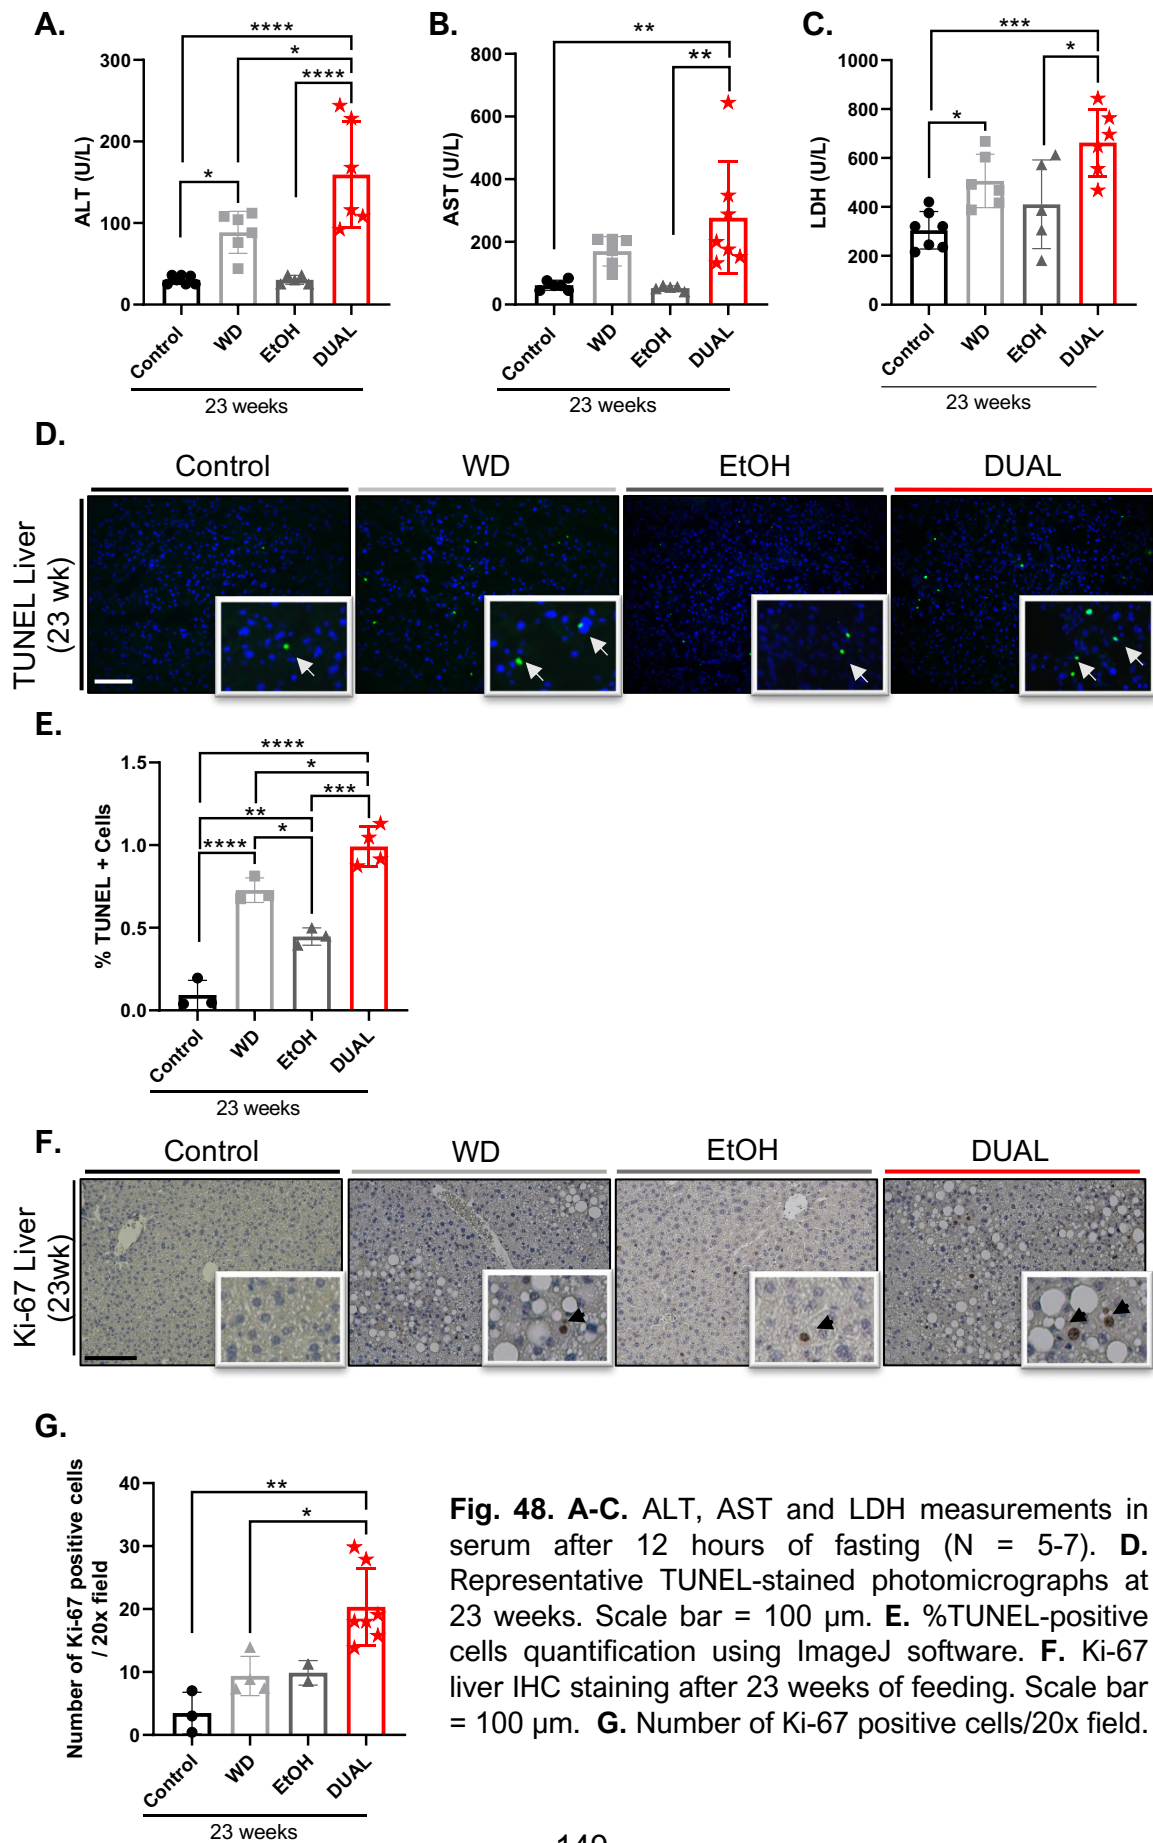 A.
B.
C.
****
*
****
*
ALT (U/L)
300
200
100
0
Control
WD
EtOH
DUAL
23 weeks
**
**
AST (U/L)
800
600
400
200
0
Control
WD
EtOH
DUAL
23 weeks
***
*
*
LDH (U/L)
1000
800
600
400
200
0
Control
WD
EtOH
DUAL
23 weeks
D.
Control
WD
EtOH
DUAL
TUNEL Liver
(23 wk)
E.
****
*
***
**
*
****
% TUNEL + Cells
1.5
1.0
0.5
0.0
Control
WD
EtOH
DUAL
23 weeks
F.
Control
WD
EtOH
DUAL
Ki-67 Liver
(23wk)
G.
**
*
Number of Ki-67 positive cells
/ 20x field
40
30
20
10
0
Control
WD
EtOH
DUAL
23 weeks
Fig. 48. A-C. ALT, AST and LDH measurements in
serum after 12 hours of fasting (N = 5-7). D.
Representative TUNEL-stained photomicrographs at
23 weeks. Scale bar = 100 µm. E. %TUNEL-positive
cells quantification using ImageJ software. F. Ki-67
liver IHC staining after 23 weeks of feeding. Scale bar
= 100 µm. G. Number of Ki-67 positive cells/20x field.